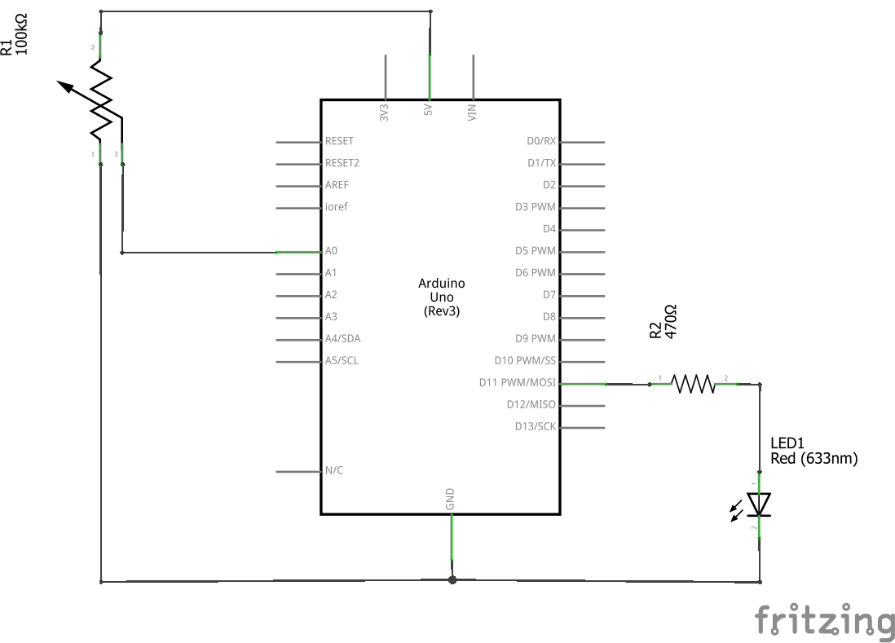 R1
100kΩ
2
1
3
3V3
5V
VIN
RESET
RESET2
AREF
ioref
A0
A1
A2
A3
A4/SDA
A5/SCL
N/C
Arduino
Uno
(Rev3)
GND
D0/RX
D1/TX
D2
D3 PWM
D4
D5 PWM
D6 PWM
D7
D8
D9 PWM
D10 PWM/SS
D11 PWM/MOSI
D12/MISO
D13/SCK
R2
470Ω
1
2
LED1
Red (633nm)
1
2
fritzing